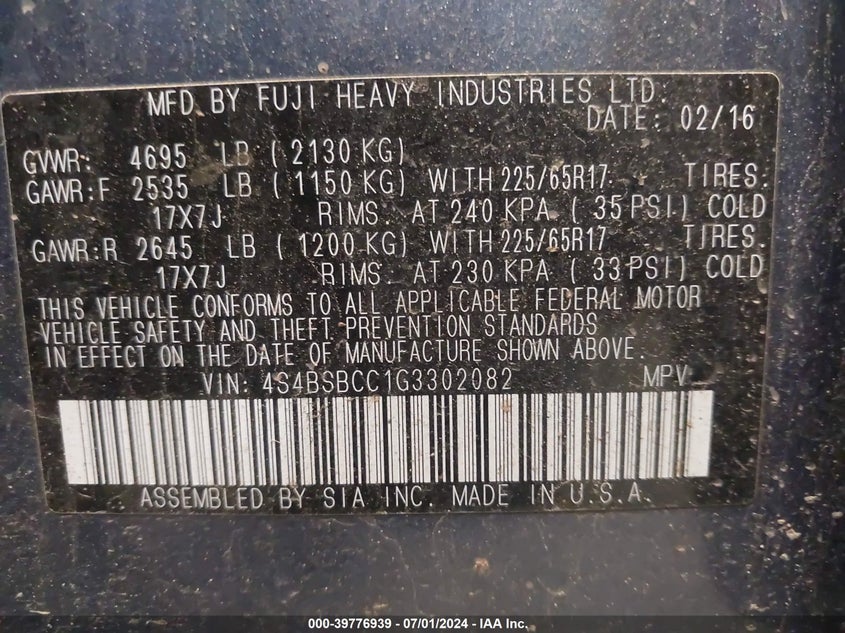 MFD. BY FUJI HEAVY INDUSTRIES LTD.
DATE: 02/16
GVWR: 4695 LB ( 2130 KG)
GAWR:F 2535 LB ( 1150 KG) WITH 225/65R17 TIRES.
17X7J RIMS. AT 240 KPA ( 35 PSI) COLD
GAWR:R 2645 LB ( 1200 KG) WITH 225/65R17 TIRES.
17X7J RIMS. AT 230 KPA ( 33 PSI) COLD
THIS VEHICLE CONFORMS TO ALL APPLICABLE FEDERAL MOTOR
VEHICLE SAFETY AND THEFT PREVENTION STANDARDS
IN EFFECT ON THE DATE OF MANUFACTURE SHOWN ABOVE.
VIN: 4S4BSBCC1G3302082 MPV
ASSEMBLED BY SIA INC. MADE IN U.S.A.
000-39776939 - 07/01/2024 - IAA Inc.